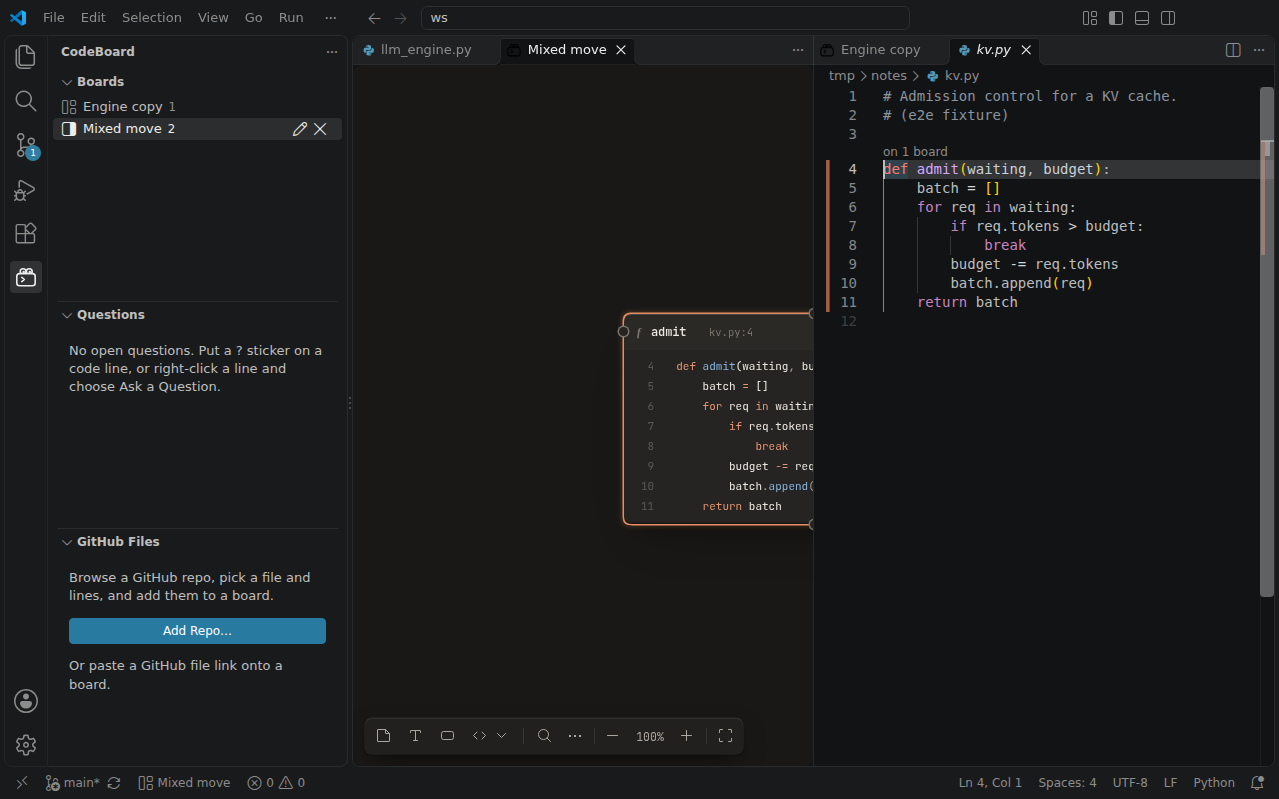 File Edit Selection View Go Run ···
ws
CodeBoard
Boards
Engine copy 1
Mixed move 2
1
Questions
No open questions. Put a ? sticker on a
code line, or right-click a line and
choose Ask a Question.
GitHub Files
Browse a GitHub repo, pick a file and
lines, and add them to a board.
Add Repo...
Or paste a GitHub file link onto a
board.
llm_engine.py
Mixed move
ƒ admit kv.py:4
4 def admit(waiting, bu
5 batch = []
6 for req in waitin
7 if req.tokens
8 break
9 budget -= req
10 batch.append(
11 return batch
100%
Engine copy
kv.py
tmp > notes > kv.py
1 # Admission control for a KV cache.
2 # (e2e fixture)
3
on 1 board
4 def admit(waiting, budget):
5 batch = []
6 for req in waiting:
7 if req.tokens > budget:
8 break
9 budget -= req.tokens
10 batch.append(req)
11 return batch
12
main* Mixed move 0 0
Ln 4, Col 1 Spaces: 4 UTF-8 LF Python